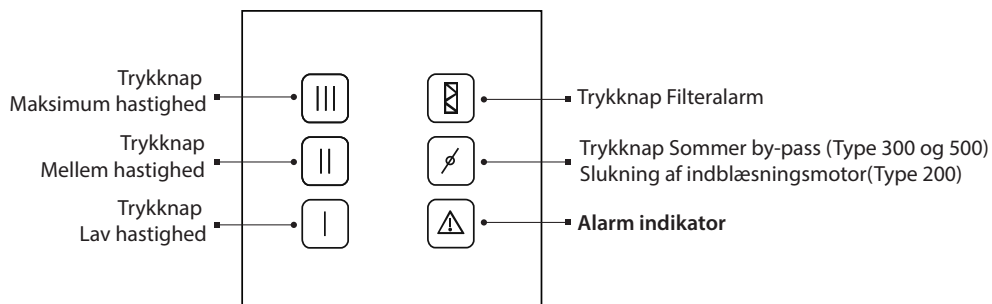 Trykknap
Maksimum hastighed
Trykknap
Mellem hastighed
Trykknap
Lav hastighed
Trykknap Filteralarm
Trykknap Sommer by-pass (Type 300 og 500)
Slukning af indblæsningsmotor(Type 200)
Alarm indikator